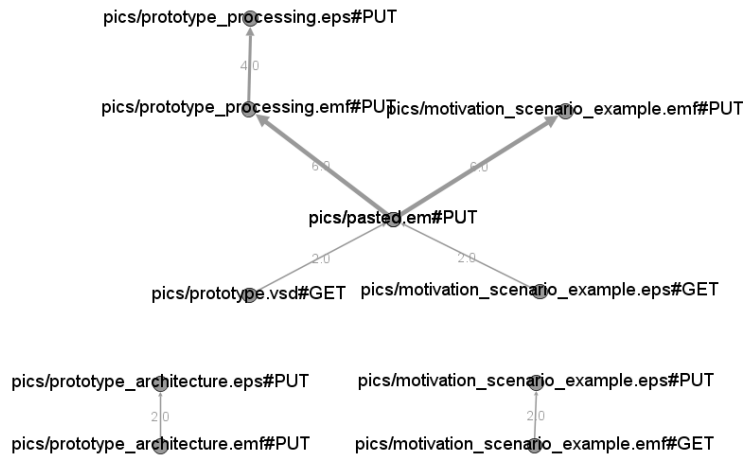 pics/prototype_processing.eps#PUT
4.0
pics/prototype_processing.emf#PUT
pics/motivation_scenario_example.emf#PUT
6.0
6.0
pics/pasted.em#PUT
2.0
2.0
pics/prototype.vsd#GET
pics/motivation_scenario_example.eps#GET
pics/prototype_architecture.eps#PUT
pics/motivation_scenario_example.eps#PUT
2.0
2.0
pics/prototype_architecture.emf#PUT
pics/motivation_scenario_example.emf#GET